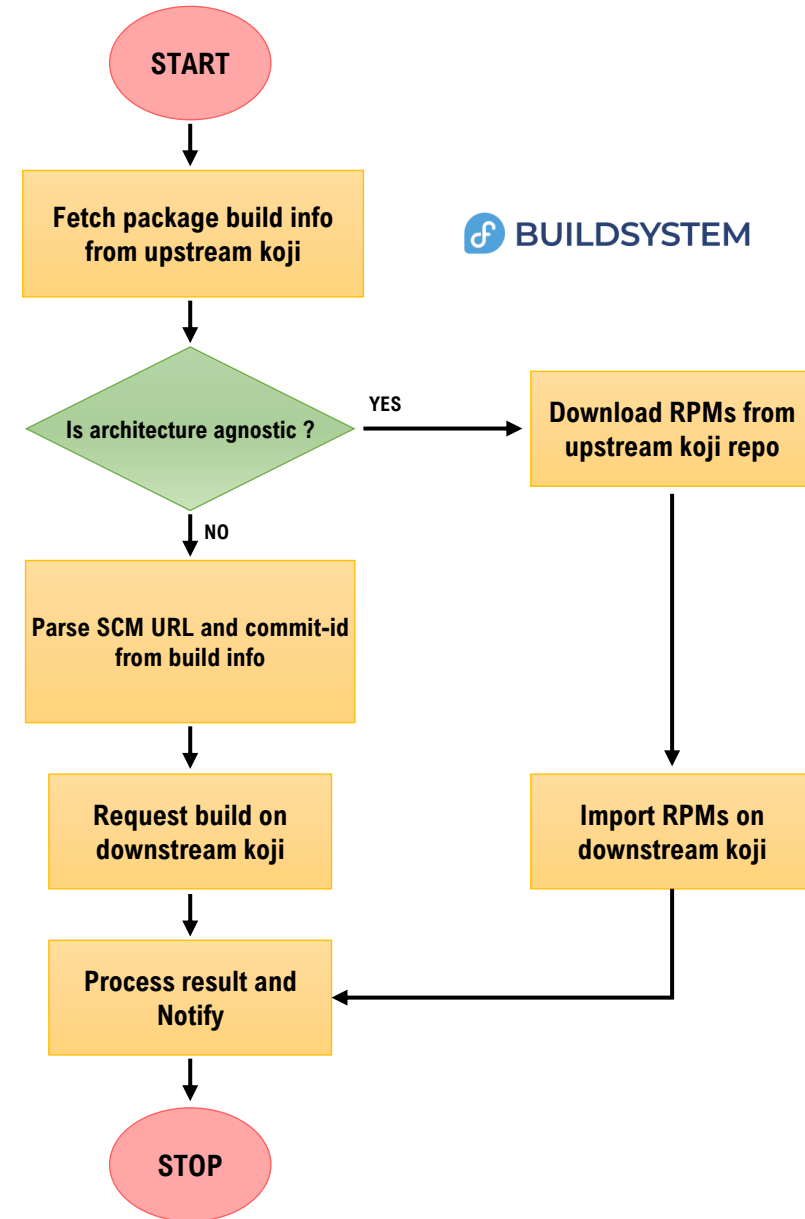 START
Fetch package build info
from upstream koji
BUILDSYSTEM
Is architecture agnostic ?
YES
Download RPMs from
upstream koji repo
NO
Parse SCM URL and commit-id
from build info
Request build on
downstream koji
Import RPMs on
downstream koji
Process result and
Notify
STOP